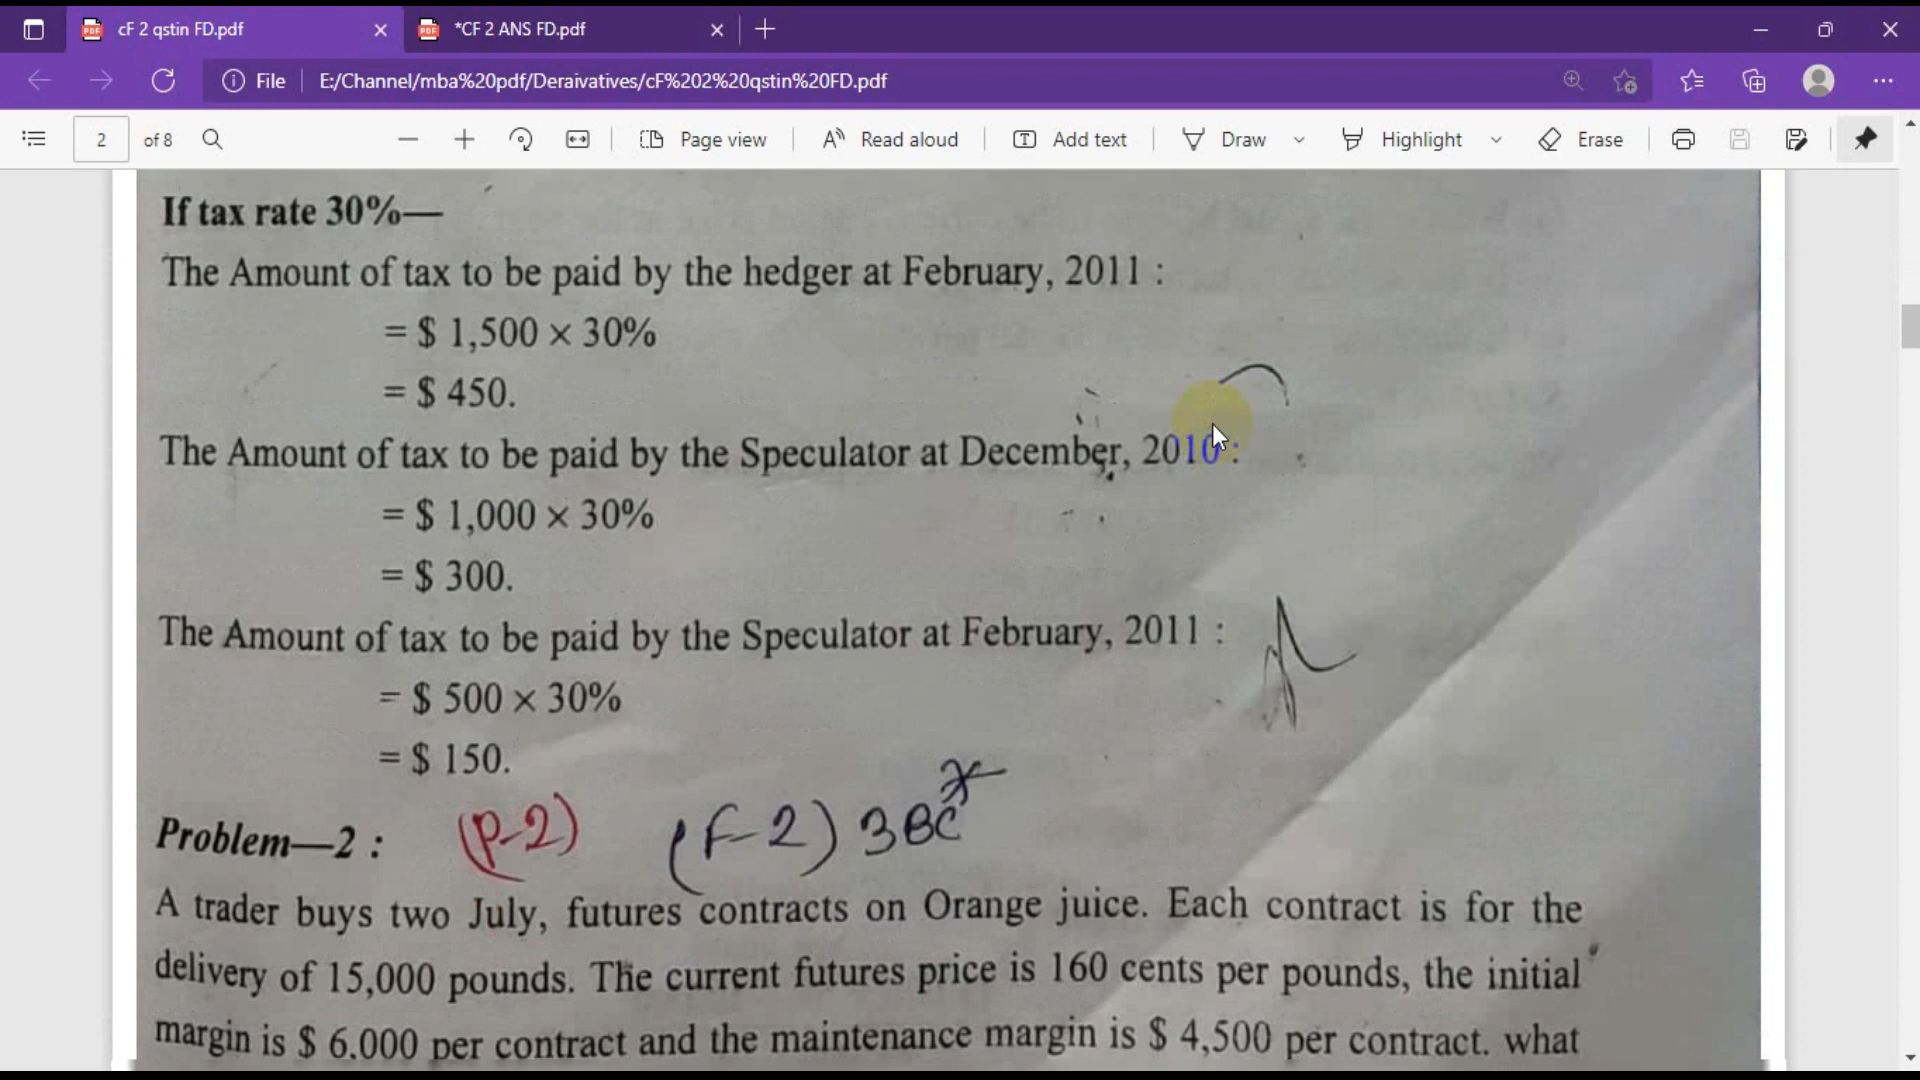 cF 2 qstin FD.pdf
*CF 2 ANS FD.pdf
File
E:/Channel/mba%20pdf/Deraivatives/cF%202%20qstin%20FD.pdf
2
of 8
Page view
Read aloud
Add text
Draw
Highlight
Erase
If tax rate 30%—
The Amount of tax to be paid by the hedger at February, 2011 :
= $ 1,500 × 30%
= $ 450.
The Amount of tax to be paid by the Speculator at December, 2010 :
= $ 1,000 × 30%
= $ 300.
The Amount of tax to be paid by the Speculator at February, 2011 :
= $ 500 × 30%
= $ 150.
Problem—2 : (P-2) (F-2) 3BC
A trader buys two July, futures contracts on Orange juice. Each contract is for the
delivery of 15,000 pounds. The current futures price is 160 cents per pounds, the initial
margin is $ 6,000 per contract and the maintenance margin is $ 4,500 per contract. what